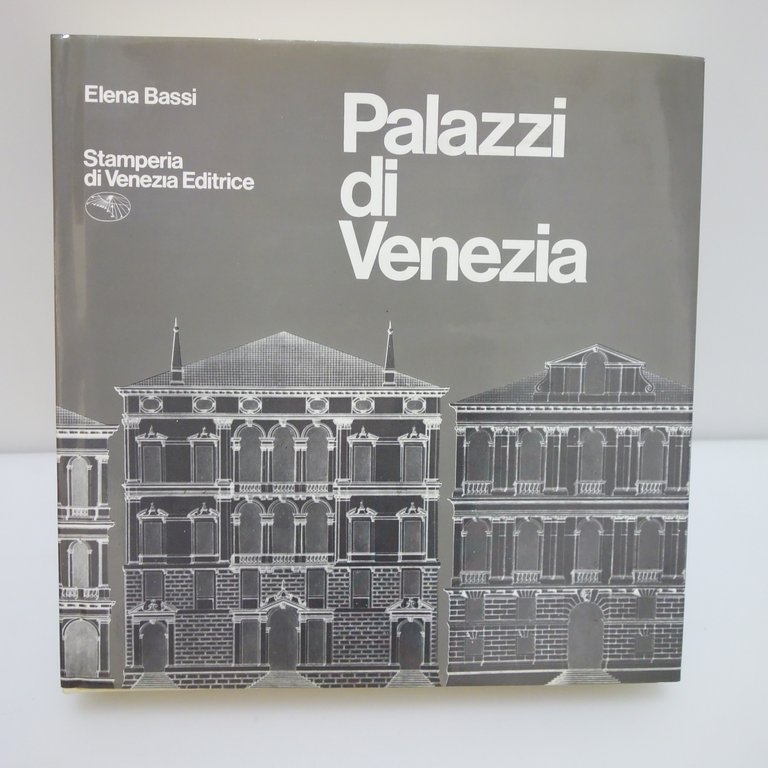 Elena Bassi
Stamperia
di Venezia Editrice
Palazzi
di
Venezia